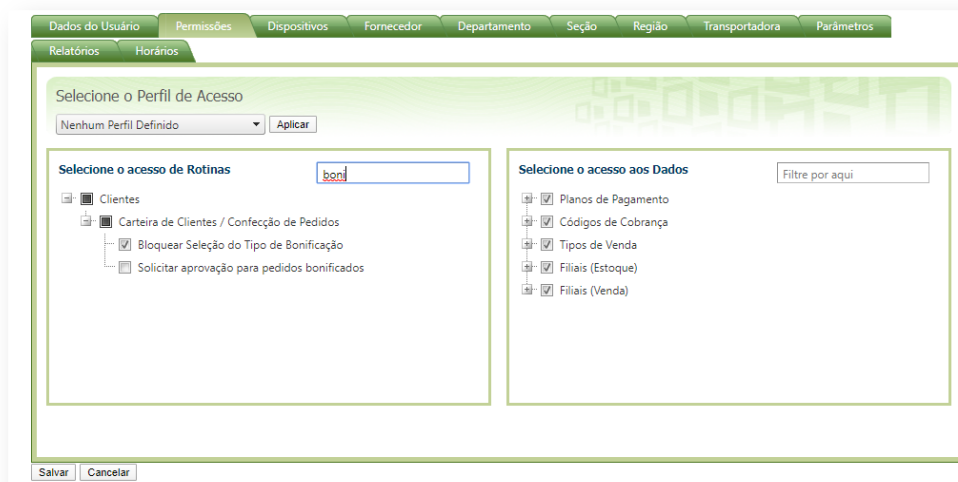 Dados do Usuário Permissões Dispositivos Fornecedor Departamento Seção Região Transportadora Parâmetros
Relatórios Horários
Selecione o Perfil de Acesso
Nenhum Perfil Definido Aplicar
Selecione o acesso de Rotinas boni
Clientes
Carteira de Clientes / Confecção de Pedidos
Bloquear Seleção do Tipo de Bonificação
Solicitar aprovação para pedidos bonificados
Selecione o acesso aos Dados Filtre por aqui
Planos de Pagamento
Códigos de Cobrança
Tipos de Venda
Filiais (Estoque)
Filiais (Venda)
Salvar Cancelar